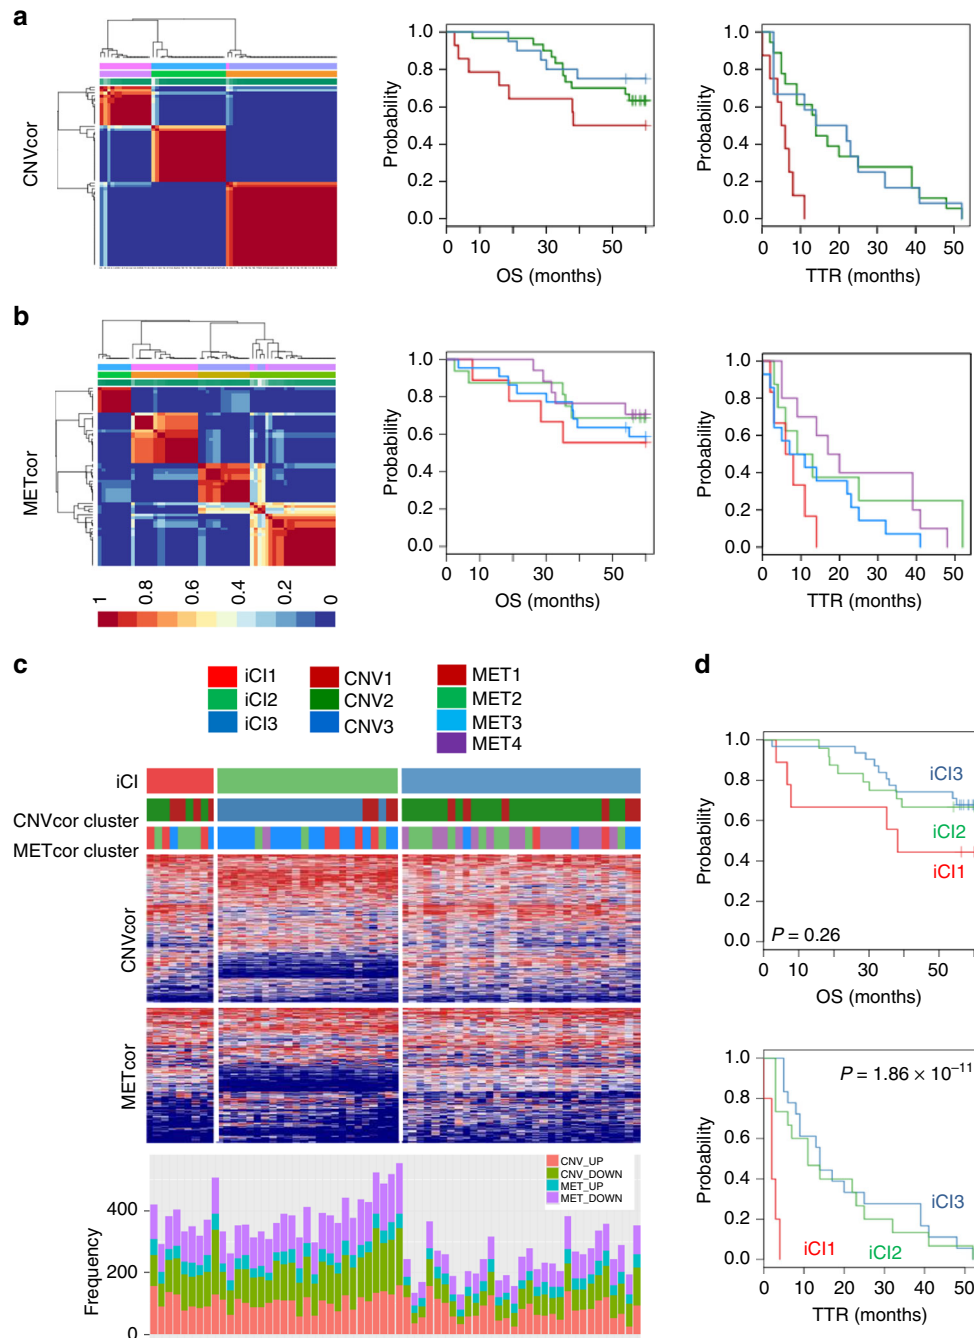 a
CNVcor
Probability
1.0
0.8
0.6
0.4
0.2
0.0
0 10 30 50
OS (months)
Probability
1.0
0.8
0.6
0.4
0.2
0.0
0 10 20 30 40 50
TTR (months)
b
METcor
1 0.8 0.6 0.4 0.2 0
Probability
1.0
0.8
0.6
0.4
0.2
0.0
0 10 30 50
OS (months)
Probability
1.0
0.8
0.6
0.4
0.2
0.0
0 10 20 30 40 50
TTR (months)
c
iCl1 CNV1 MET1
iCl2 CNV2 MET2
iCl3 CNV3 MET3
MET4
iCl
CNVcor cluster
METcor cluster
CNVcor
METcor
CNV_UP
CNV_DOWN
MET_UP
MET_DOWN
Frequency
400
200
0
d
Probability
1.0
0.8
0.6
0.4
0.2
0.0
iCl3
iCl2
iCl1
P = 0.26
0 10 30 50
OS (months)
Probability
1.0
0.8
0.6
0.4
0.2
0.0
P = 1.86 × 10⁻¹¹
iCl3
iCl1 iCl2
0 10 20 30 40 50
TTR (months)